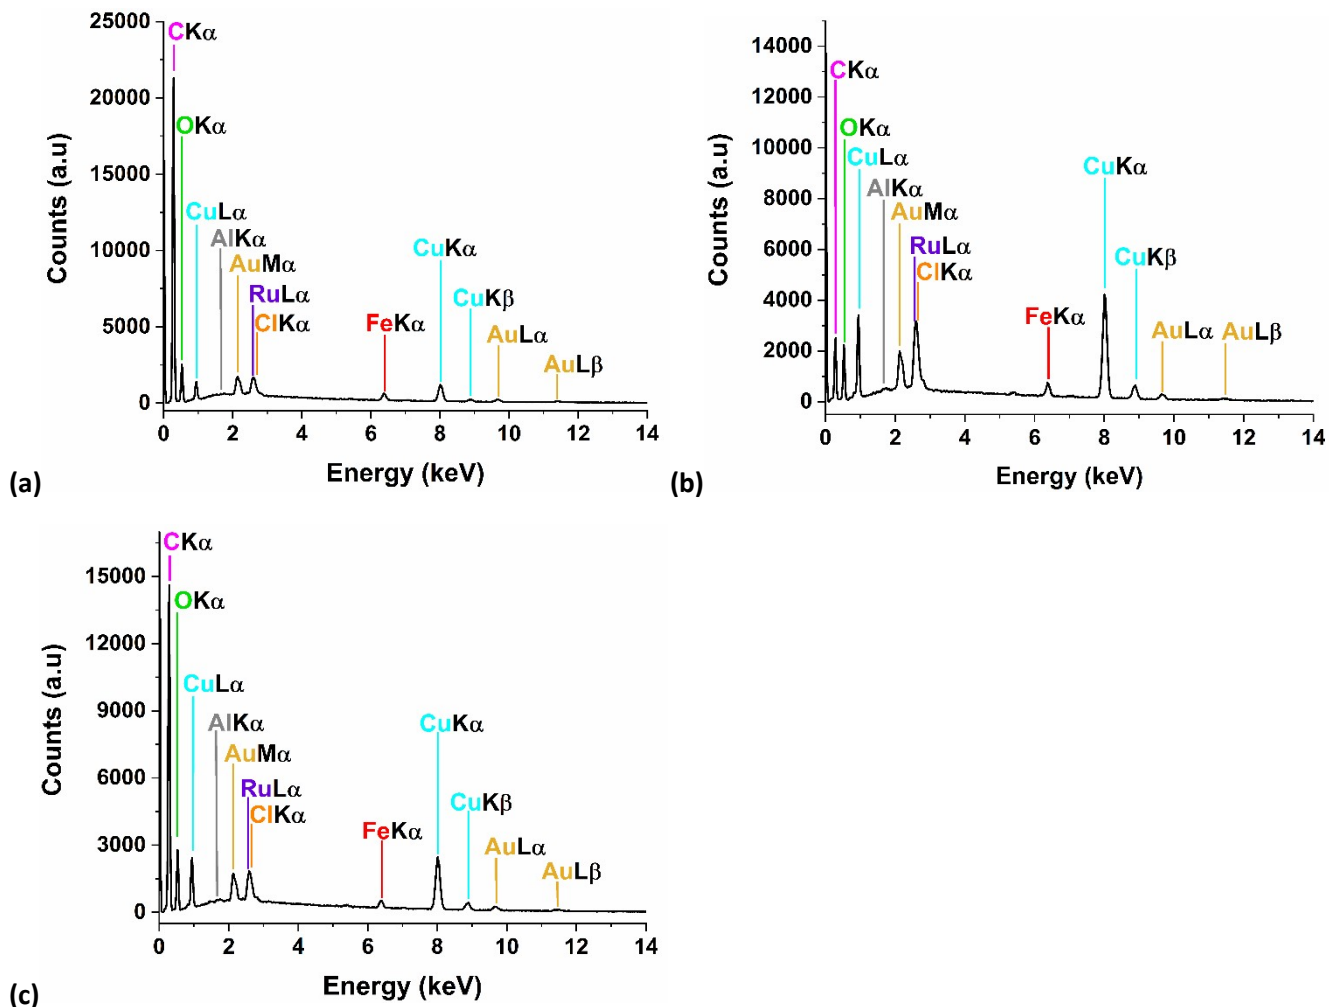 25000
20000
15000
10000
5000
0
Counts (a.u)
CKα
OKα
CuLα
AlKα
AuMα
RuLα
ClKα
FeKα
CuKα
CuKβ
AuLα
AuLβ
0 2 4 6 8 10 12 14
Energy (keV)
(a)
14000
12000
10000
8000
6000
4000
2000
0
Counts (a.u)
CKα
OKα
CuLα
AlKα
AuMα
RuLα
ClKα
FeKα
CuKα
CuKβ
AuLα
AuLβ
0 2 4 6 8 10 12 14
Energy (keV)
(b)
15000
12000
9000
6000
3000
0
Counts (a.u)
CKα
OKα
CuLα
AlKα
AuMα
RuLα
ClKα
FeKα
CuKα
CuKβ
AuLα
AuLβ
0 2 4 6 8 10 12 14
Energy (keV)
(c)